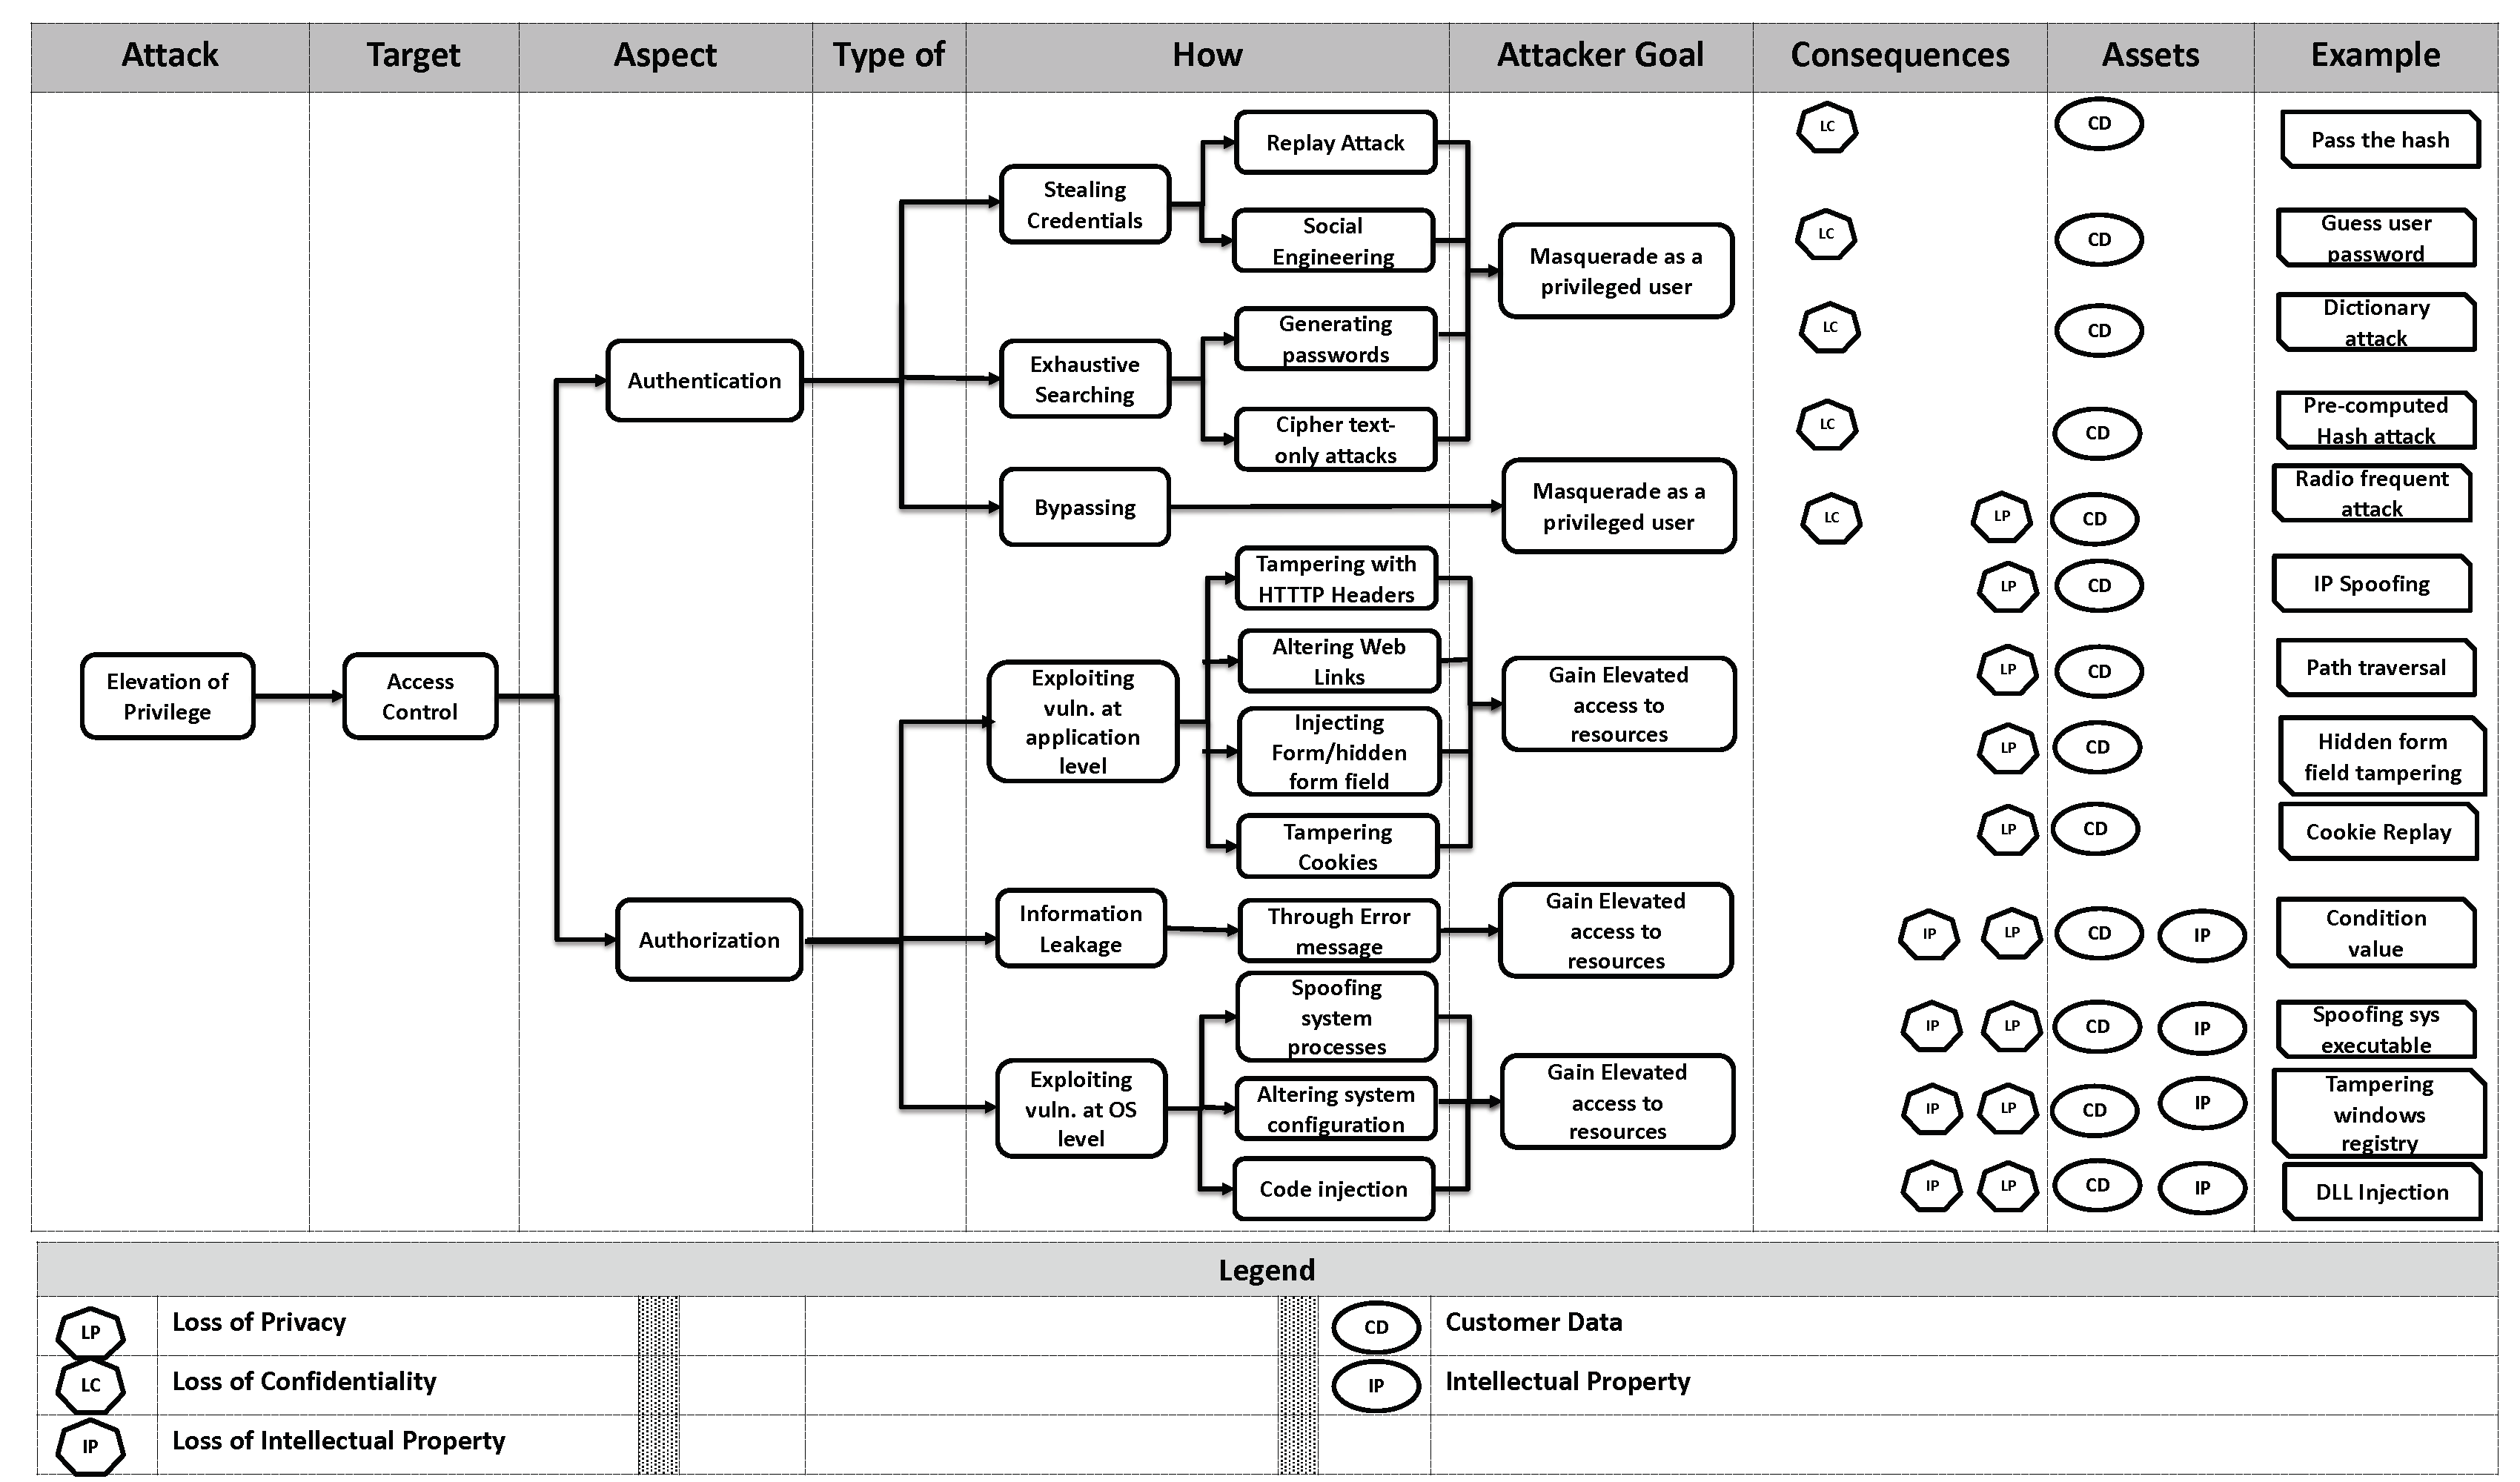 Attack
Target
Aspect
Type of
How
Attacker Goal
Consequences
Assets
Example
Elevation of
Privilege
Access
Control
Authentication
Authorization
Stealing
Credentials
Exhaustive
Searching
Bypassing
Exploiting
vuln. at
application
level
Information
Leakage
Exploiting
vuln. at OS
level
Replay Attack
Social
Engineering
Generating
passwords
Cipher text-
only attacks
Tampering with
HTTTP Headers
Altering Web
Links
Injecting
Form/hidden
form field
Tampering
Cookies
Through Error
message
Spoofing
system
processes
Altering system
configuration
Code injection
Masquerade as a
privileged user
Masquerade as a
privileged user
Gain Elevated
access to
resources
Gain Elevated
access to
resources
Gain Elevated
access to
resources
LC
CD
Pass the hash
LC
CD
Guess user
password
LC
CD
Dictionary
attack
LC
CD
Pre-computed
Hash attack
LC
LP
CD
Radio frequent
attack
LP
CD
IP Spoofing
LP
CD
Path traversal
LP
CD
Hidden form
field tampering
LP
CD
Cookie Replay
IP
LP
CD
IP
Condition
value
IP
LP
CD
IP
Spoofing sys
executable
IP
LP
CD
IP
Tampering
windows
registry
IP
LP
CD
IP
DLL Injection
Legend
LP
Loss of Privacy
CD
Customer Data
LC
Loss of Confidentiality
IP
Intellectual Property
IP
Loss of Intellectual Property